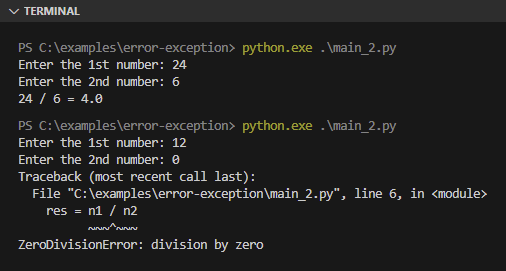 TERMINAL
PS C:\examples\error-exception> python.exe .\main_2.py
Enter the 1st number: 24
Enter the 2nd number: 6
24 / 6 = 4.0
PS C:\examples\error-exception> python.exe .\main_2.py
Enter the 1st number: 12
Enter the 2nd number: 0
Traceback (most recent call last):
  File "C:\examples\error-exception\main_2.py", line 6, in <module>
    res = n1 / n2
          ~~~^~~~
ZeroDivisionError: division by zero